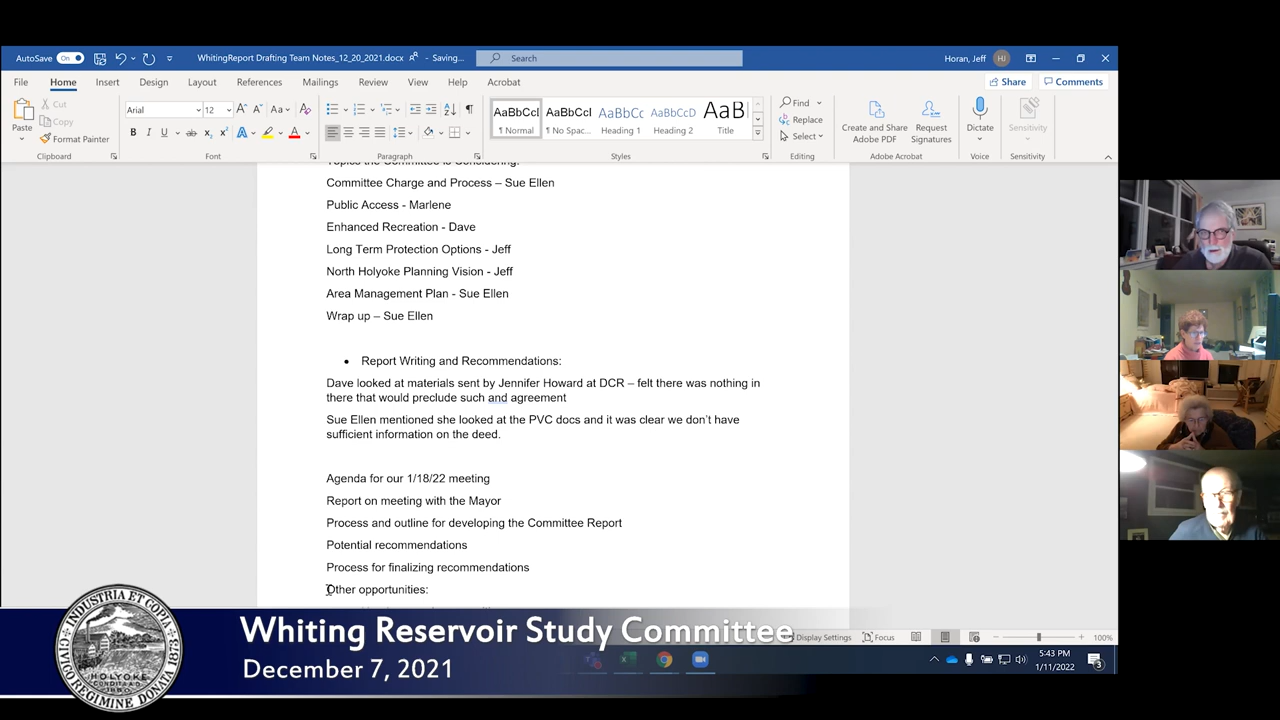 AutoSave On WhitingReport Drafting Team Notes_12_20_2021.docx - Saving... Search Horan, Jeff HJ
File Home Insert Design Layout References Mailings Review View Help Acrobat Share Comments
Paste Cut Copy Format Painter
Arial 12
AaBbCcI AaBbCcI AaBbCc AaBbCcD AaB
¶ Normal ¶ No Spac... Heading 1 Heading 2 Title
Find Replace Select
Create and Share Adobe PDF Request Signatures Dictate Sensitivity
Clipboard Font Paragraph Styles Editing Adobe Acrobat Voice Sensitivity
Topics the Committee is Considering:
Committee Charge and Process – Sue Ellen
Public Access - Marlene
Enhanced Recreation - Dave
Long Term Protection Options - Jeff
North Holyoke Planning Vision - Jeff
Area Management Plan - Sue Ellen
Wrap up – Sue Ellen
• Report Writing and Recommendations:
Dave looked at materials sent by Jennifer Howard at DCR – felt there was nothing in
there that would preclude such and agreement
Sue Ellen mentioned she looked at the PVC docs and it was clear we don't have
sufficient information on the deed.
Agenda for our 1/18/22 meeting
Report on meeting with the Mayor
Process and outline for developing the Committee Report
Potential recommendations
Process for finalizing recommendations
Other opportunities:
Whiting Reservoir Study Committee
December 7, 2021
Display Settings Focus 100%
5:43 PM
1/11/2022
3
INDUSTRIA ET COPIA
HOLYOKE